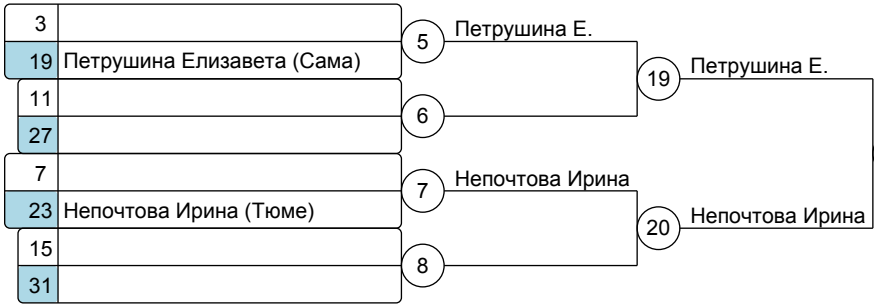 3
19 Петрушина Елизавета (Сама)
11
27
7
23 Непочтова Ирина (Тюме)
15
31
5
6
7
8
Петрушина Е.
Непочтова Ирина
19
20
Петрушина Е.
Непочтова Ирина